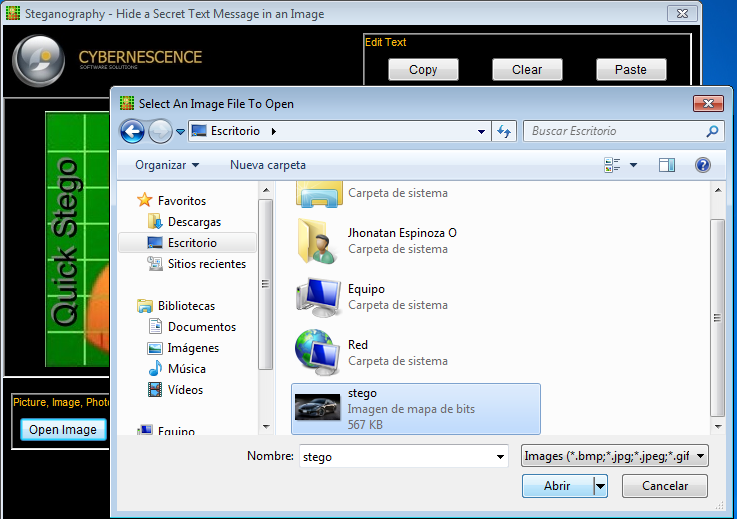 Steganography - Hide a Secret Text Message in an Image
CYBERNESCENCE
SOFTWARE SOLUTIONS
Edit Text
Copy
Clear
Paste
Quick Stego
Picture, Image, Phot
Open Image
Select An Image File To Open
Escritorio
Buscar Escritorio
Organizar
Nueva carpeta
Favoritos
Descargas
Escritorio
Sitios recientes
Bibliotecas
Documentos
Imágenes
Música
Vídeos
Equipo
Carpeta de sistema
Jhonatan Espinoza O
Carpeta de sistema
Equipo
Carpeta de sistema
Red
Carpeta de sistema
stego
Imagen de mapa de bits
567 KB
Nombre:
stego
Images (*.bmp;*.jpg;*.jpeg;*.gif
Abrir
Cancelar